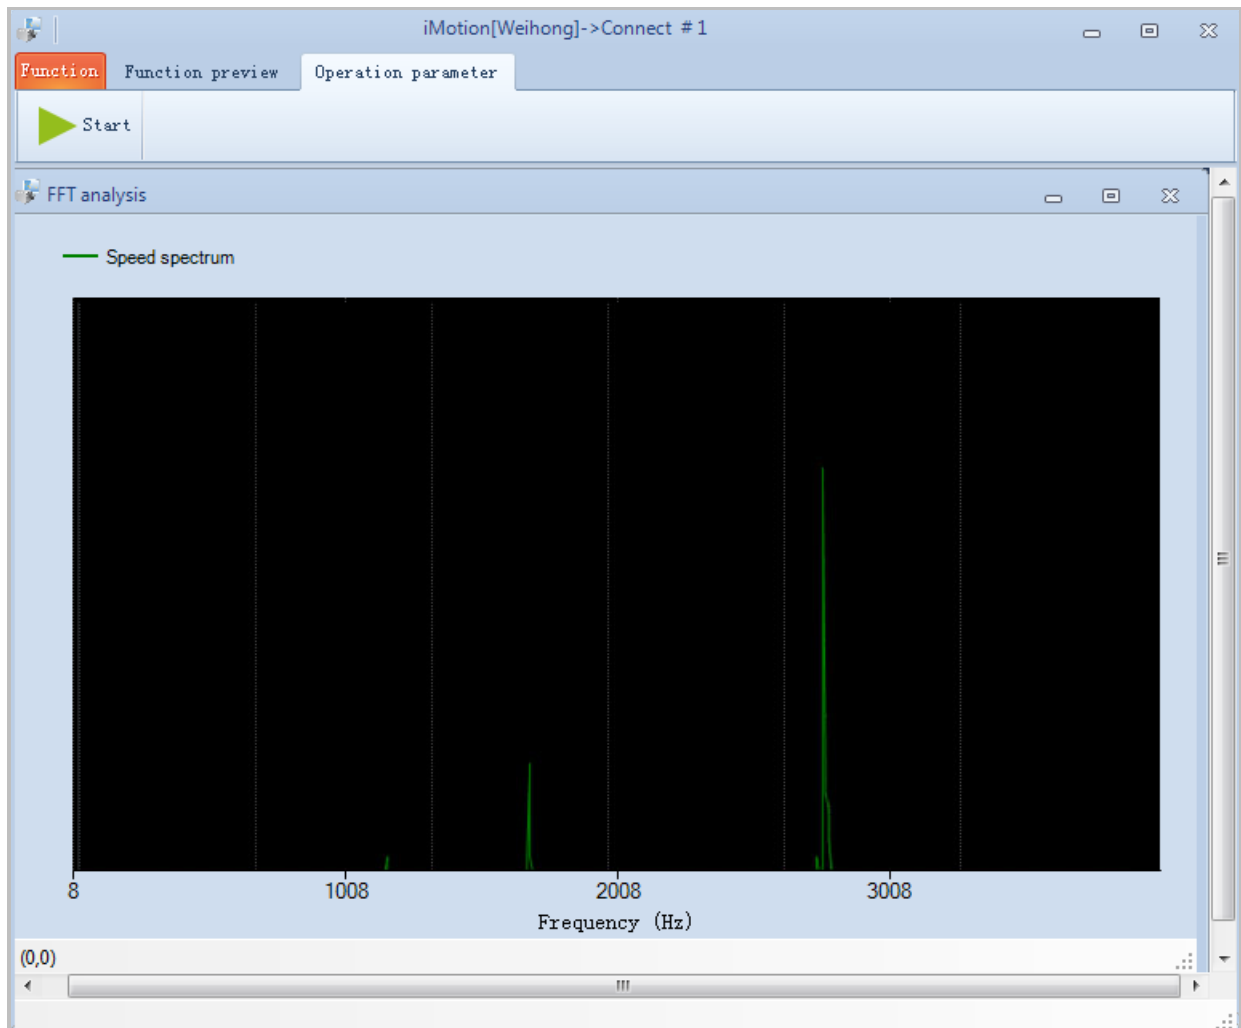 iMotion[Weihong]->Connect #1
Function Function preview Operation parameter
Start
FFT analysis
Speed spectrum
8 1008 2008 3008
Frequency (Hz)
(0,0)